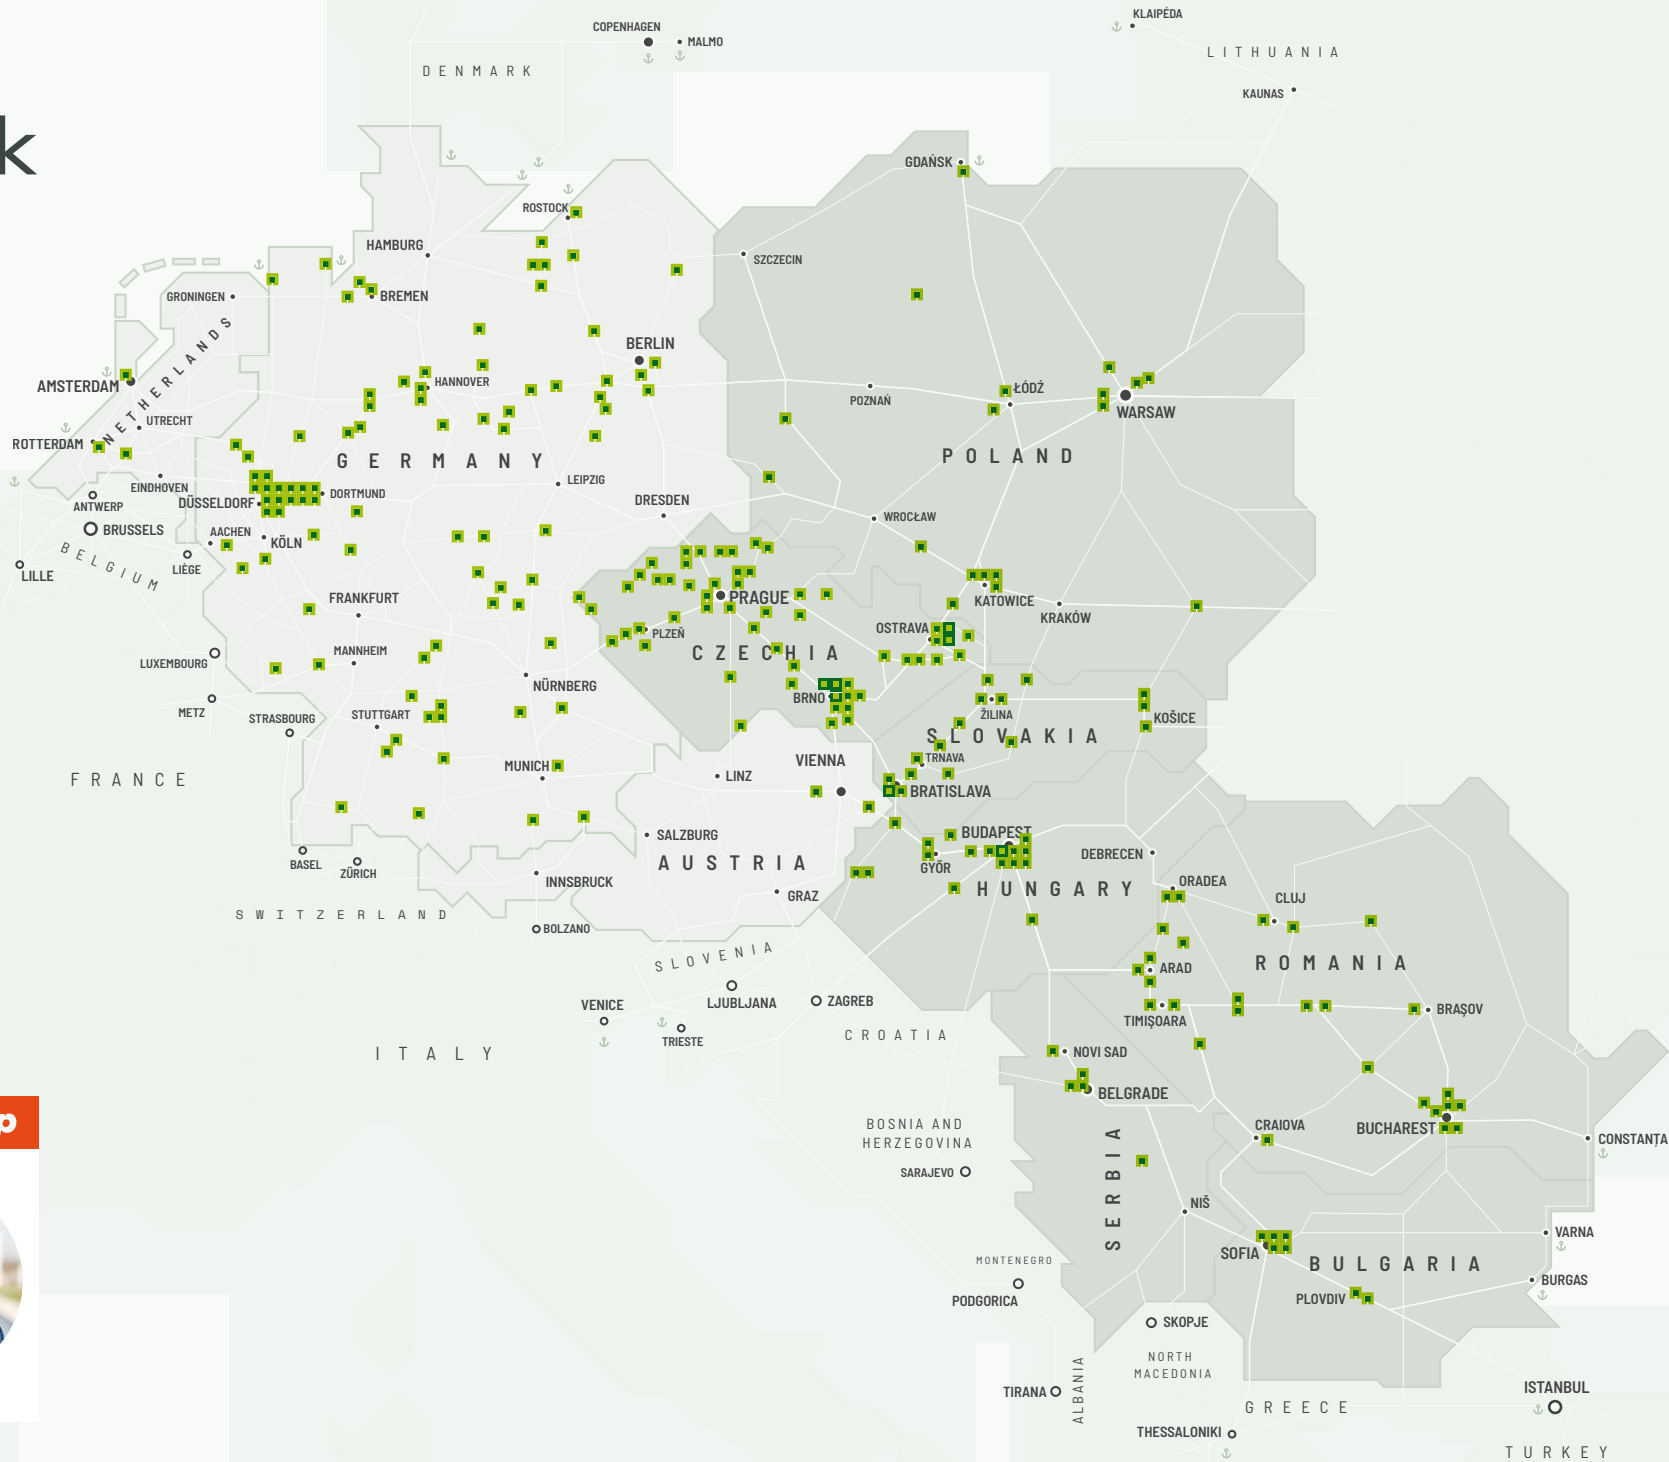 KLAIPÉDA
COPENHAGEN
MALMO
LITHUANIA
DENMARK
KAUNAS
k
GDAŃSK
ROSTOCK
HAMBURG
SZCZECIN
GRONINGEN
BREMEN
NETHERLANDS
BERLIN
AMSTERDAM
HANNOVER
ŁÓDŹ
POZNAŃ
WARSAW
UTRECHT
ROTTERDAM
GERMANY
POLAND
EINDHOVEN
LEIPZIG
DORTMUND
ANTWERP
DÜSSELDORF
DRESDEN
WROCŁAW
BRUSSELS
AACHEN
KÖLN
BELGIUM
LIÈGE
LILLE
FRANKFURT
PRAGUE
KATOWICE
KRAKÓW
OSTRAVA
PLZEŇ
CZECHIA
MANNHEIM
LUXEMBOURG
NÜRNBERG
BRNO
METZ
STRASBOURG
STUTTGART
ŽILINA
KOŠICE
SLOVAKIA
VIENNA
TRNAVA
MUNICH
LINZ
FRANCE
BRATISLAVA
SALZBURG
BUDAPEST
DEBRECEN
BASEL
ZÜRICH
AUSTRIA
GYŐR
INNSBRUCK
ORADEA
HUNGARY
GRAZ
CLUJ
SWITZERLAND
BOLZANO
SLOVENIA
ARAD
ROMANIA
LJUBLJANA
ZAGREB
VENICE
BRAŞOV
TIMIŞOARA
TRIESTE
CROATIA
ITALY
NOVI SAD
BELGRADE
p
BOSNIA AND
HERZEGOVINA
CRAIOVA
BUCHAREST
CONSTANȚA
SARAJEVO
SERBIA
NIŠ
VARNA
SOFIA
BULGARIA
MONTENEGRO
BURGAS
PODGORICA
PLOVDIV
SKOPJE
NORTH
MACEDONIA
ALBANIA
TIRANA
ISTANBUL
GREECE
THESSALONIKI
TURKEY